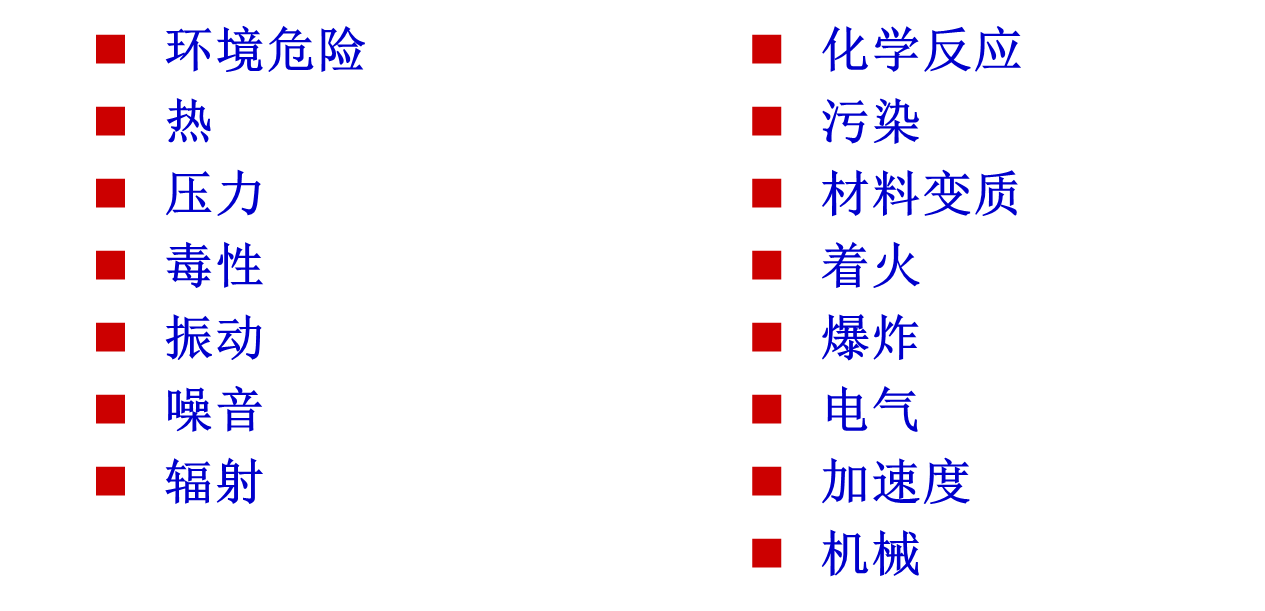 环境危险
热
压力
毒性
振动
噪音
辐射
化学反应
污染
材料变质
着火
爆炸
电气
加速度
机械